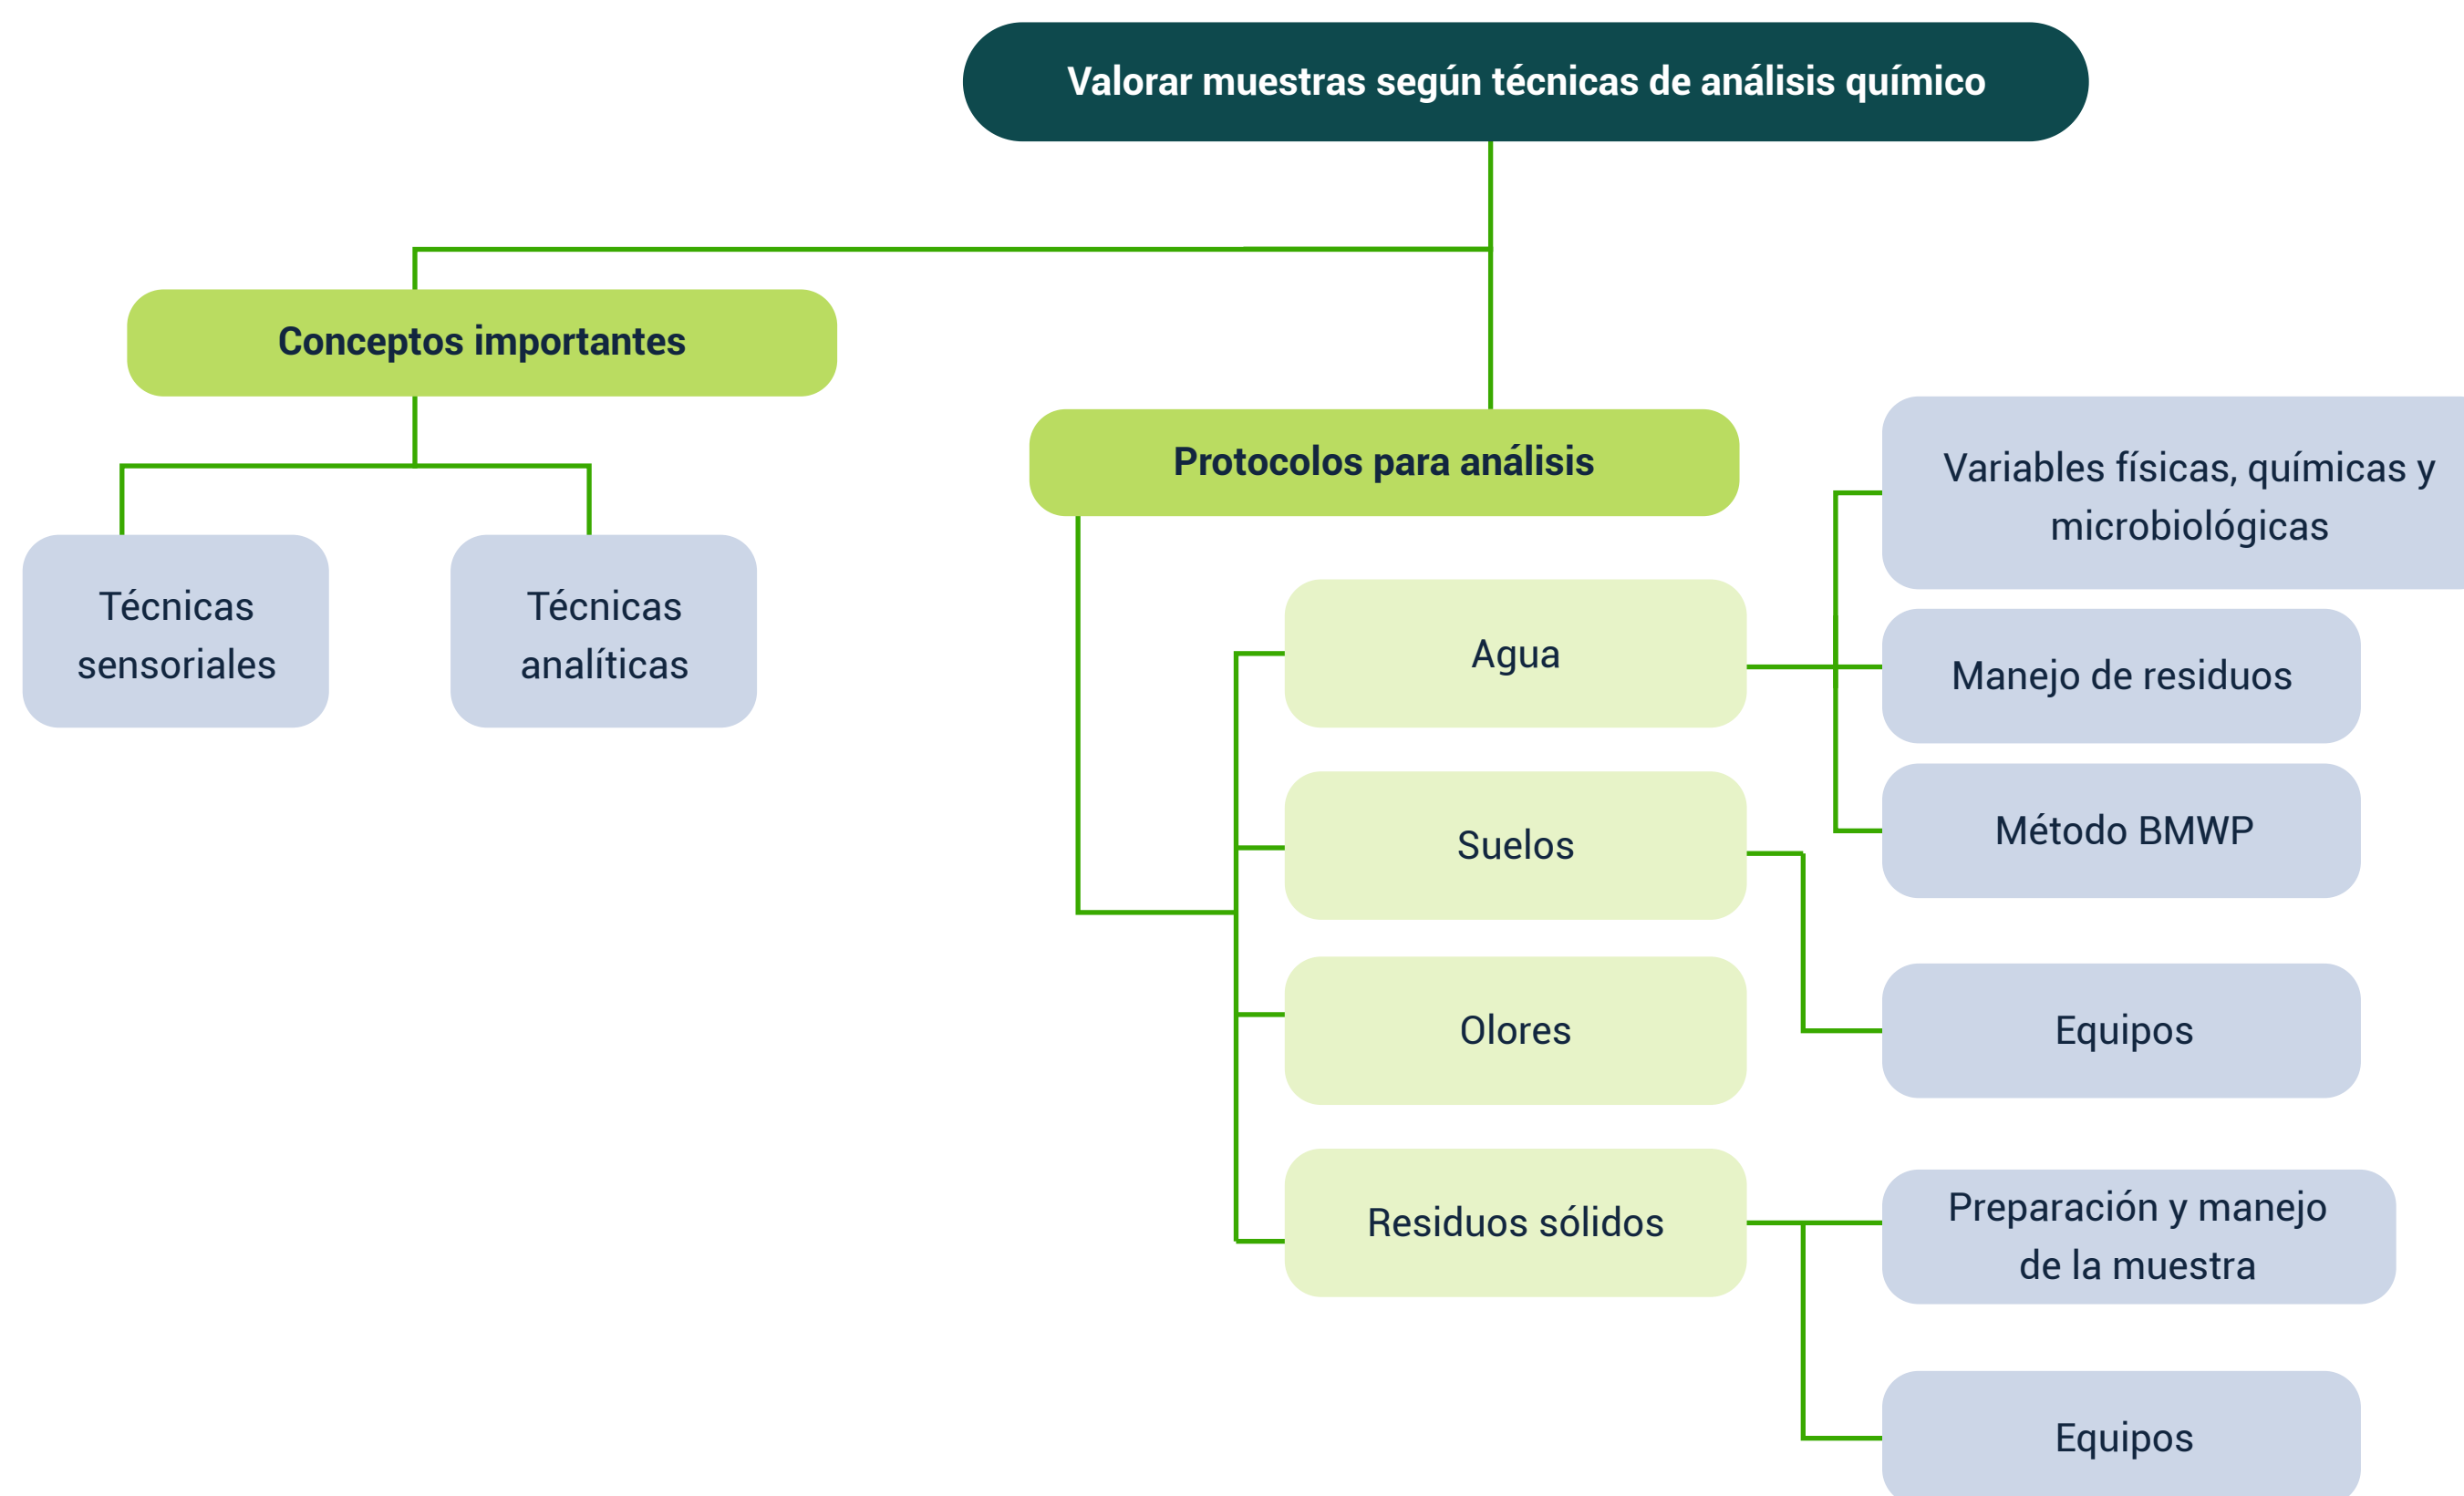 Valorar muestras según técnicas de análisis químico
Conceptos importantes
Técnicas
sensoriales
Técnicas
analíticas
Protocolos para análisis
Agua
Variables físicas, químicas y
microbiológicas
Manejo de residuos
Método BMWP
Suelos
Equipos
Olores
Residuos sólidos
Preparación y manejo
de la muestra
Equipos